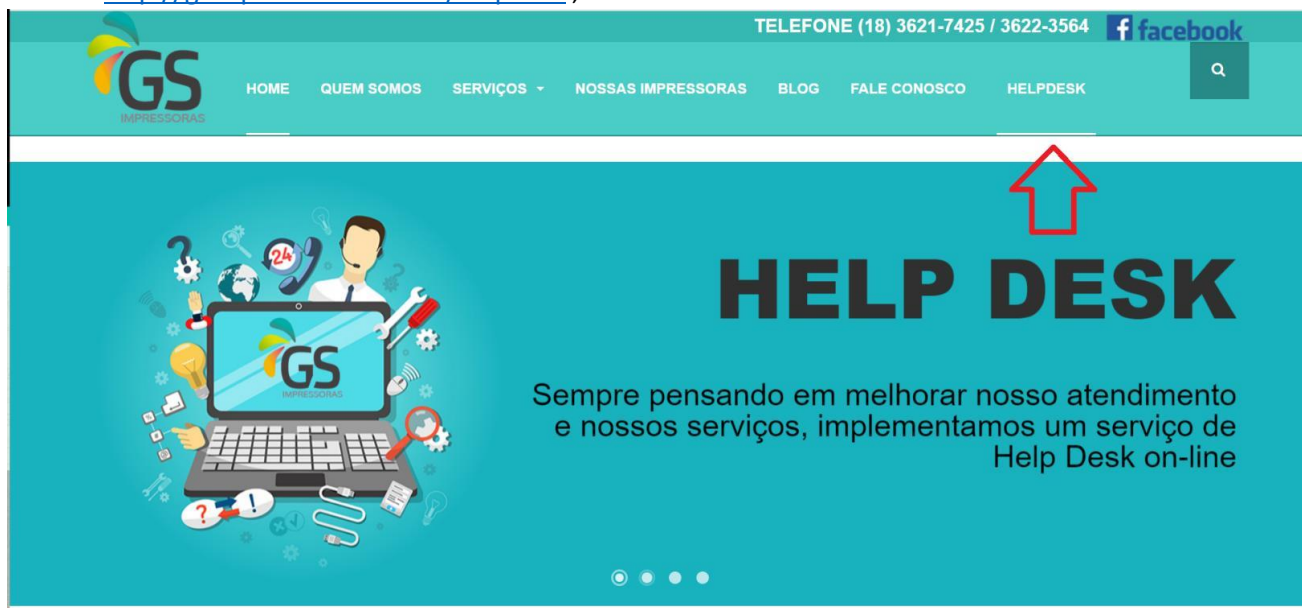 TELEFONE (18) 3621-7425 / 3622-3564 facebook
GS
IMPRESSORAS
HOME QUEM SOMOS SERVIÇOS NOSSAS IMPRESSORAS BLOG FALE CONOSCO HELPDESK
24
?
?
HELP DESK
GS
IMPRESSORAS
Sempre pensando em melhorar nosso atendimento
e nossos serviços, implementamos um serviço de
Help Desk on-line
? !